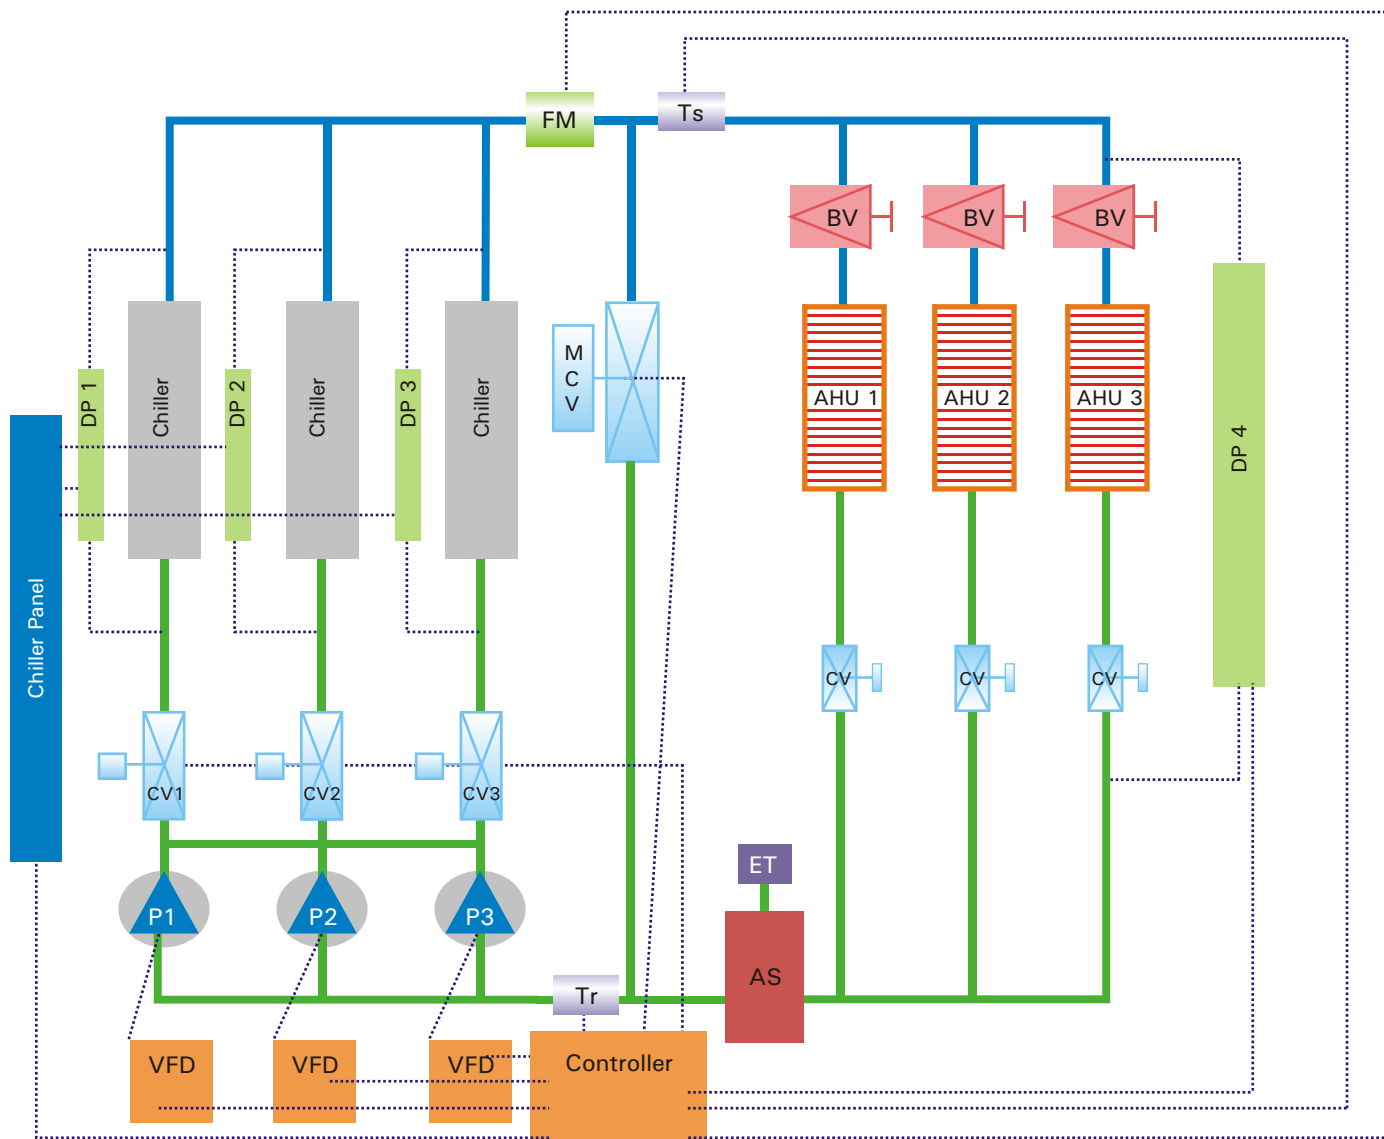 FM
Ts
BV
BV
BV
M
C
V
DP 1
Chiller
DP 2
Chiller
DP 3
Chiller
AHU 1
AHU 2
AHU 3
DP 4
Chiller Panel
CV
CV
CV
CV1
CV2
CV3
ET
P1
P2
P3
AS
Tr
VFD
VFD
VFD
Controller